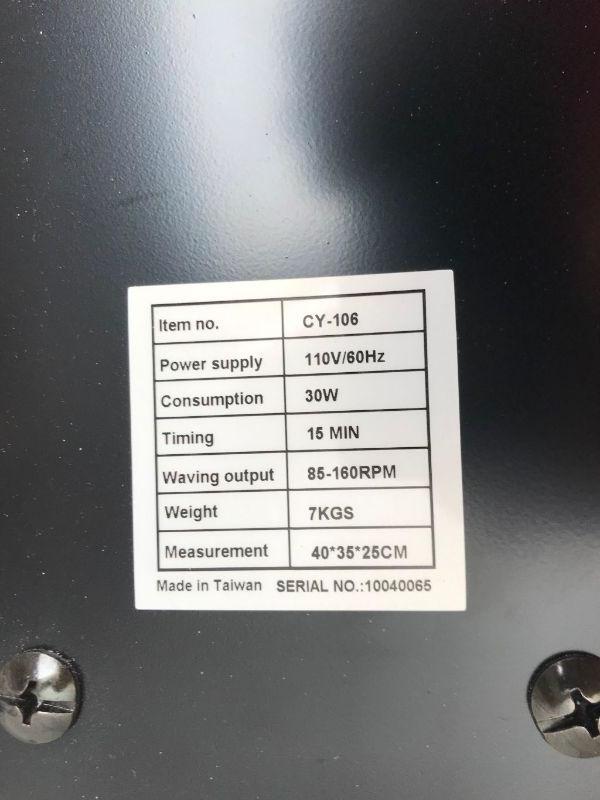 Item no. CY-106
Power supply 110V/60Hz
Consumption 30W
Timing 15 MIN
Waving output 85-160RPM
Weight 7KGS
Measurement 40*35*25CM
Made in Taiwan SERIAL NO.:10040065